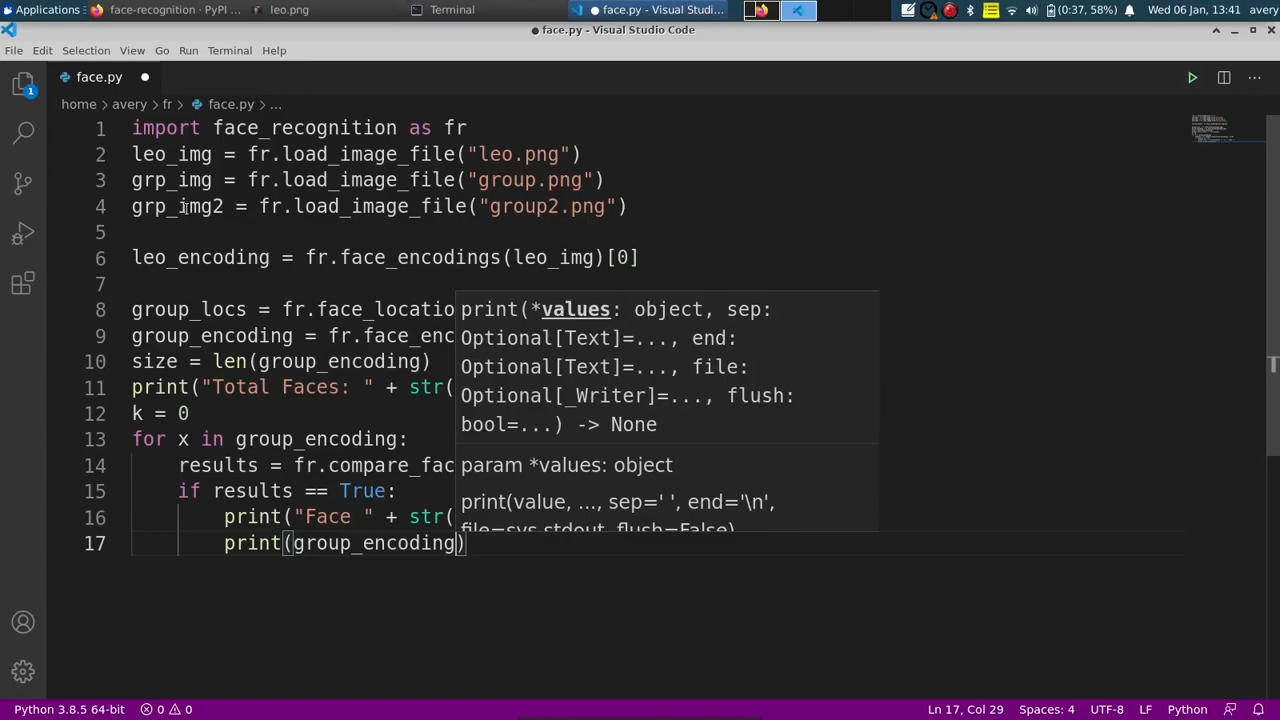 Applications face-recognition - PyPI ... leo.png Terminal face.py - Visual Studi... (0:37, 58%) Wed 06 Jan, 13:41 avery
face.py - Visual Studio Code
File Edit Selection View Go Run Terminal Help
face.py
1
home > avery > fr > face.py > ...
1 import face_recognition as fr
2 leo_img = fr.load_image_file("leo.png")
3 grp_img = fr.load_image_file("group.png")
4 grp_img2 = fr.load_image_file("group2.png")
5
6 leo_encoding = fr.face_encodings(leo_img)[0]
7
8 group_locs = fr.face_locatio
9 group_encoding = fr.face_enc
10 size = len(group_encoding)
11 print("Total Faces: " + str(
12 k = 0
13 for x in group_encoding:
14 results = fr.compare_fac
15 if results == True:
16 print("Face " + str(
17 print(group_encoding)
print(*values: object, sep:
Optional[Text]=..., end:
Optional[Text]=..., file:
Optional[_Writer]=..., flush:
bool=...) -> None
param *values: object
print(value, ..., sep=' ', end='\n',
file=sys.stdout, flush=False)
Python 3.8.5 64-bit 0 0 Ln 17, Col 29 Spaces: 4 UTF-8 LF Python